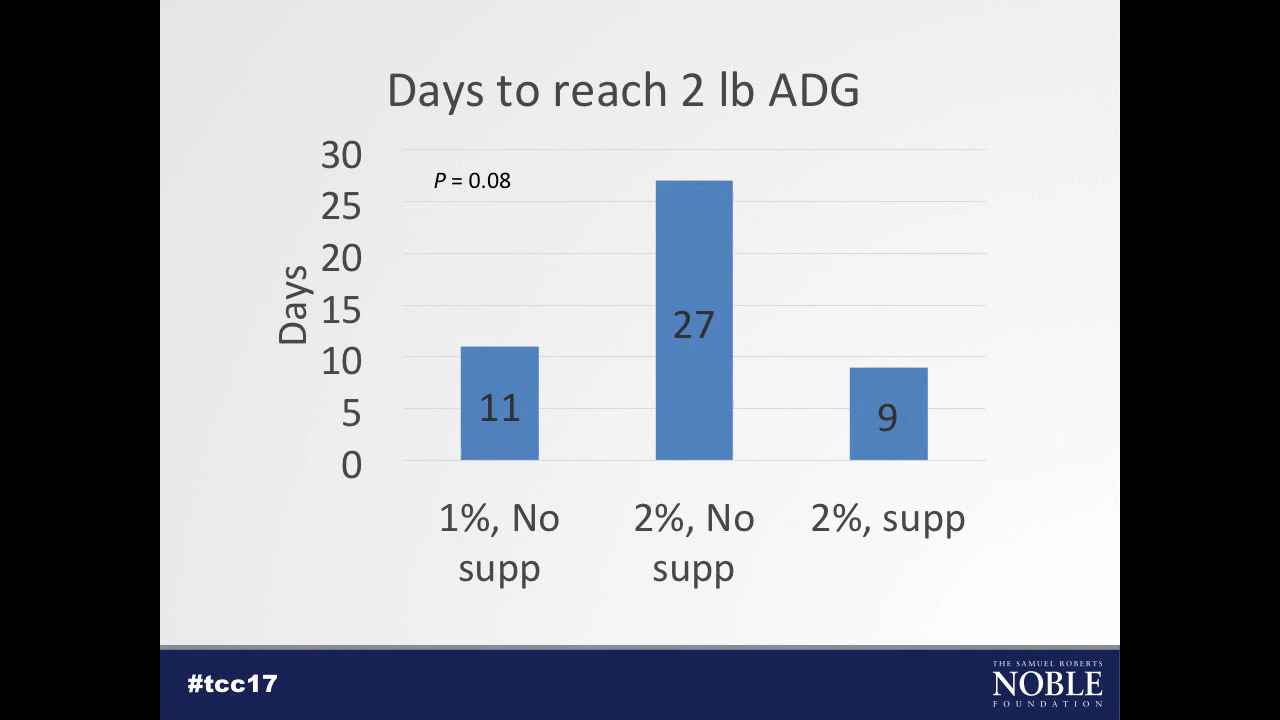 Days to reach 2 lb ADG
30
P = 0.08
25
20
15
10
5
0
Days
11
27
9
1%, No
supp
2%, No
supp
2%, supp
#tcc17
THE SAMUEL ROBERTS
NOBLE
FOUNDATION